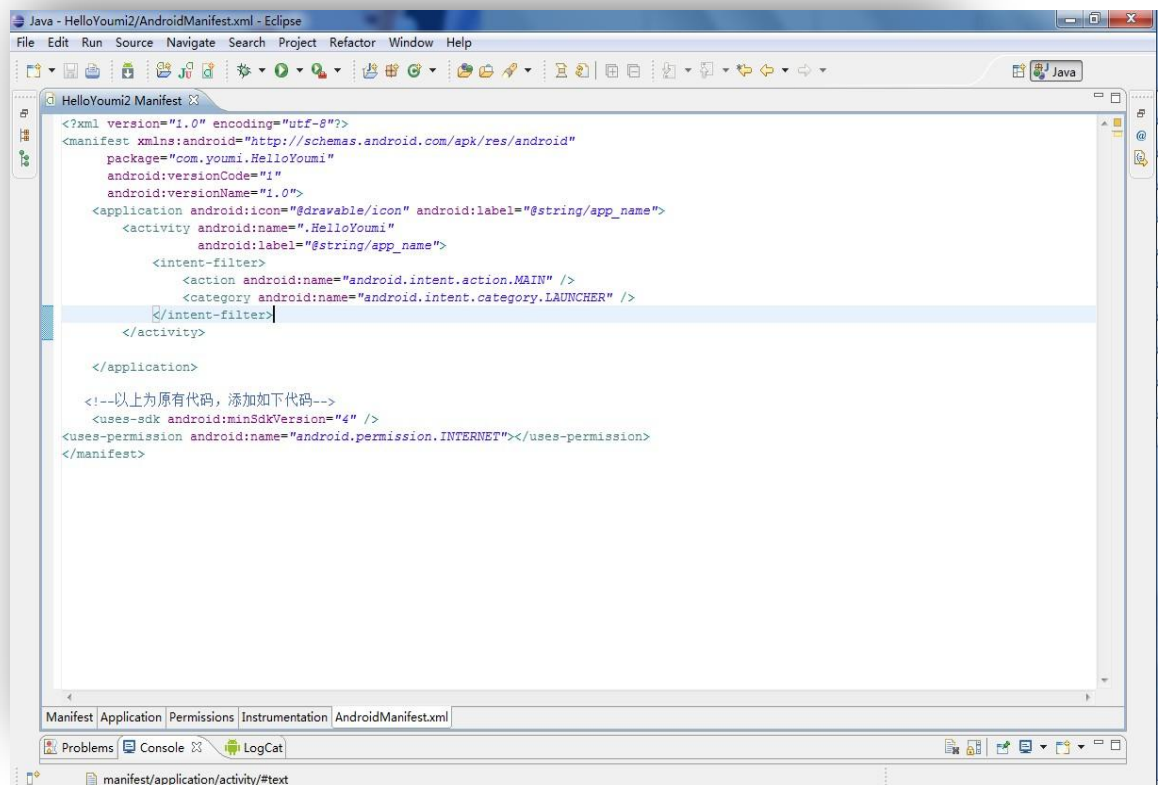 Java - HelloYoumi2/AndroidManifest.xml - Eclipse
File Edit Run Source Navigate Search Project Refactor Window Help
Java
HelloYoumi2 Manifest
<?xml version="1.0" encoding="utf-8"?>
<manifest xmlns:android="http://schemas.android.com/apk/res/android"
package="com.youmi.HelloYoumi"
android:versionCode="1"
android:versionName="1.0">
<application android:icon="@drawable/icon" android:label="@string/app_name">
<activity android:name=".HelloYoumi"
android:label="@string/app_name">
<intent-filter>
<action android:name="android.intent.action.MAIN" />
<category android:name="android.intent.category.LAUNCHER" />
</intent-filter>
</activity>
</application>
<!--以上为原有代码，添加如下代码-->
<uses-sdk android:minSdkVersion="4" />
<uses-permission android:name="android.permission.INTERNET"></uses-permission>
</manifest>
Manifest Application Permissions Instrumentation AndroidManifest.xml
Problems Console LogCat
manifest/application/activity/#text